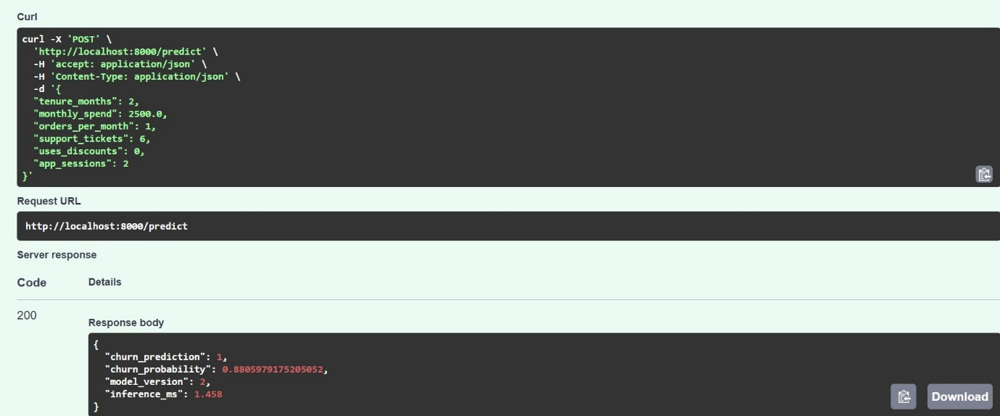 Curl
curl -X 'POST' \
  'http://localhost:8000/predict' \
  -H 'accept: application/json' \
  -H 'Content-Type: application/json' \
  -d '{
  "tenure_months": 2,
  "monthly_spend": 2500.0,
  "orders_per_month": 1,
  "support_tickets": 6,
  "uses_discounts": 0,
  "app_sessions": 2
}'
Request URL
http://localhost:8000/predict
Server response
Code Details
200
Response body
{
  "churn_prediction": 1,
  "churn_probability": 0.8805979175205052,
  "model_version": 2,
  "inference_ms": 1.458
}
Download